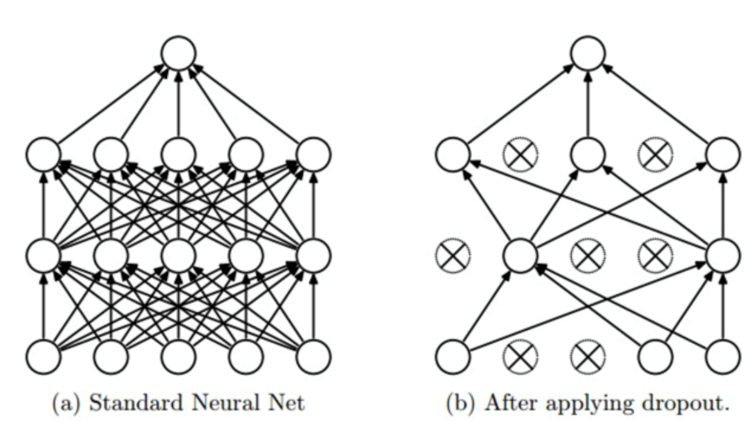 (a) Standard Neural Net
(b) After applying dropout.